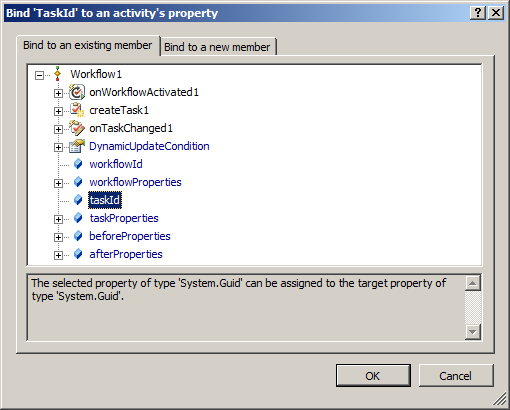 Bind 'TaskId' to an activity's property
Bind to an existing member
Bind to a new member
Workflow1
onWorkflowActivated1
createTask1
onTaskChanged1
DynamicUpdateCondition
workflowId
workflowProperties
taskId
taskProperties
beforeProperties
afterProperties
The selected property of type 'System.Guid' can be assigned to the target property of
type 'System.Guid'.
OK
Cancel